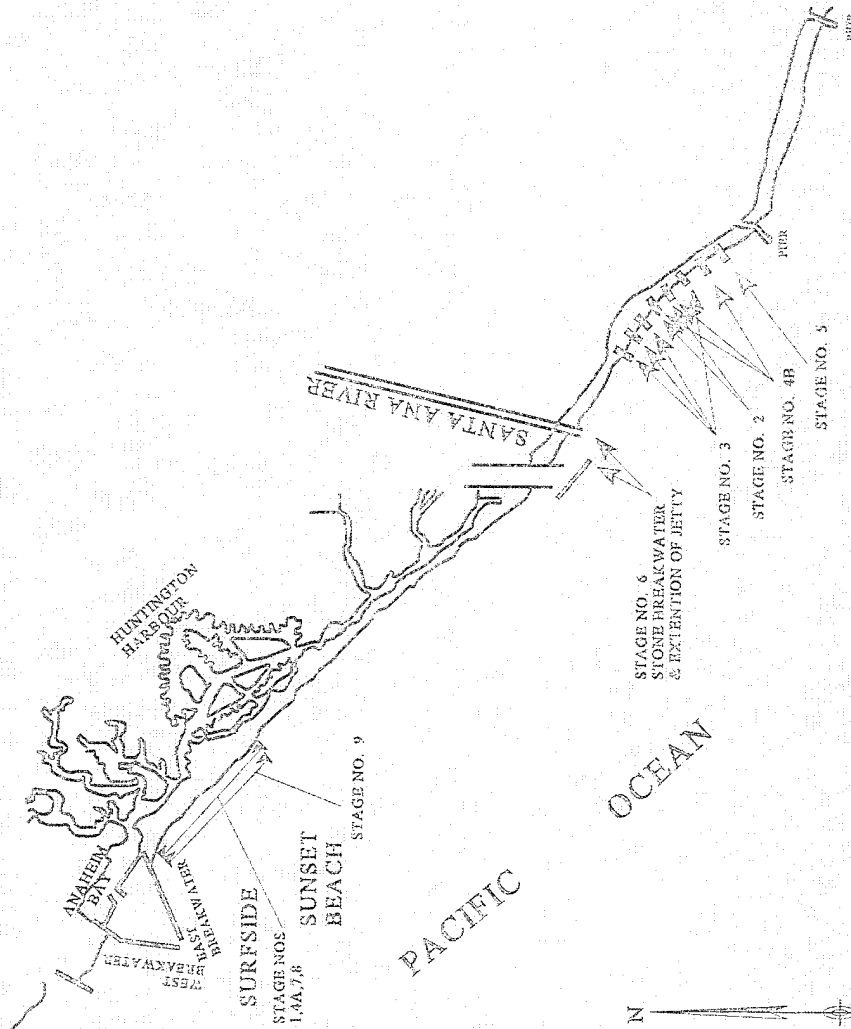 HUNTINGTON
HARBOUR
ANAHEIM
BAY
WEST
BREAKWATER
EAST
BREAKWATER
SURFSIDE
STAGE NOS
1,4A,7,8
SUNSET
BEACH
STAGE NO. 9
SANTA ANA RIVER
STAGE NO. 6
STONE BREAKWATER
& EXTENTION OF JETTY
STAGE NO. 3
STAGE NO. 2
STAGE NO. 4B
STAGE NO. 5
PIER
PACIFIC
OCEAN
N